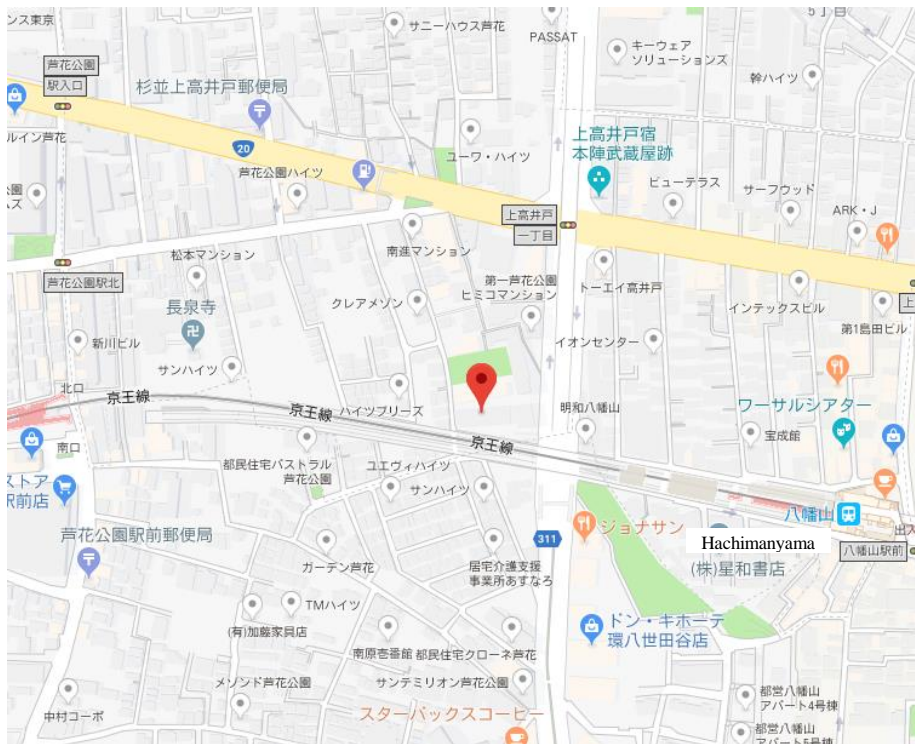 ンス東京
サニーハウス芦花
5丁目
PASSAT
芦花公園
駅入口
キーウェア
ソリューションズ
幹ハイツ
杉並上高井戸郵便局
ルイン芦花
20
ユーワ・ハイツ
上高井戸宿
本陣武蔵屋跡
芦花公園ハイツ
公園
ムズ
ビューテラス
サーフウッド
上高井戸
一丁目
ARK・J
松本マンション
南進マンション
芦花公園駅北
第一芦花公園
ヒミコマンション
トーエイ高井戸
クレアメゾン
インテックスビル
上
長泉寺
新川ビル
イオンセンター
第1島田ビル
サンハイツ
北口
京王線
京王線
ハイツブリーズ
明和八幡山
ワーサルシアター
宝成館
京王線
南口
都民住宅パストラル
芦花公園
ユエヴィハイツ
サンハイツ
ストア
駅前店
八幡山
出入
芦花公園駅前郵便局
ジョナサン
311
Hachimanyama
八幡山駅前
(株)星和書店
ガーデン芦花
居宅介護支援
事業所あすなろ
TMハイツ
(有)加藤家具店
ドン・キホーテ
環八世田谷店
南原壱番館
都民住宅クローネ芦花
メゾンド芦花公園
サンテミリオン芦花公園
都営八幡山
アパート4号棟
中村コーポ
スターバックスコーヒー
都営八幡山
アパート5号棟